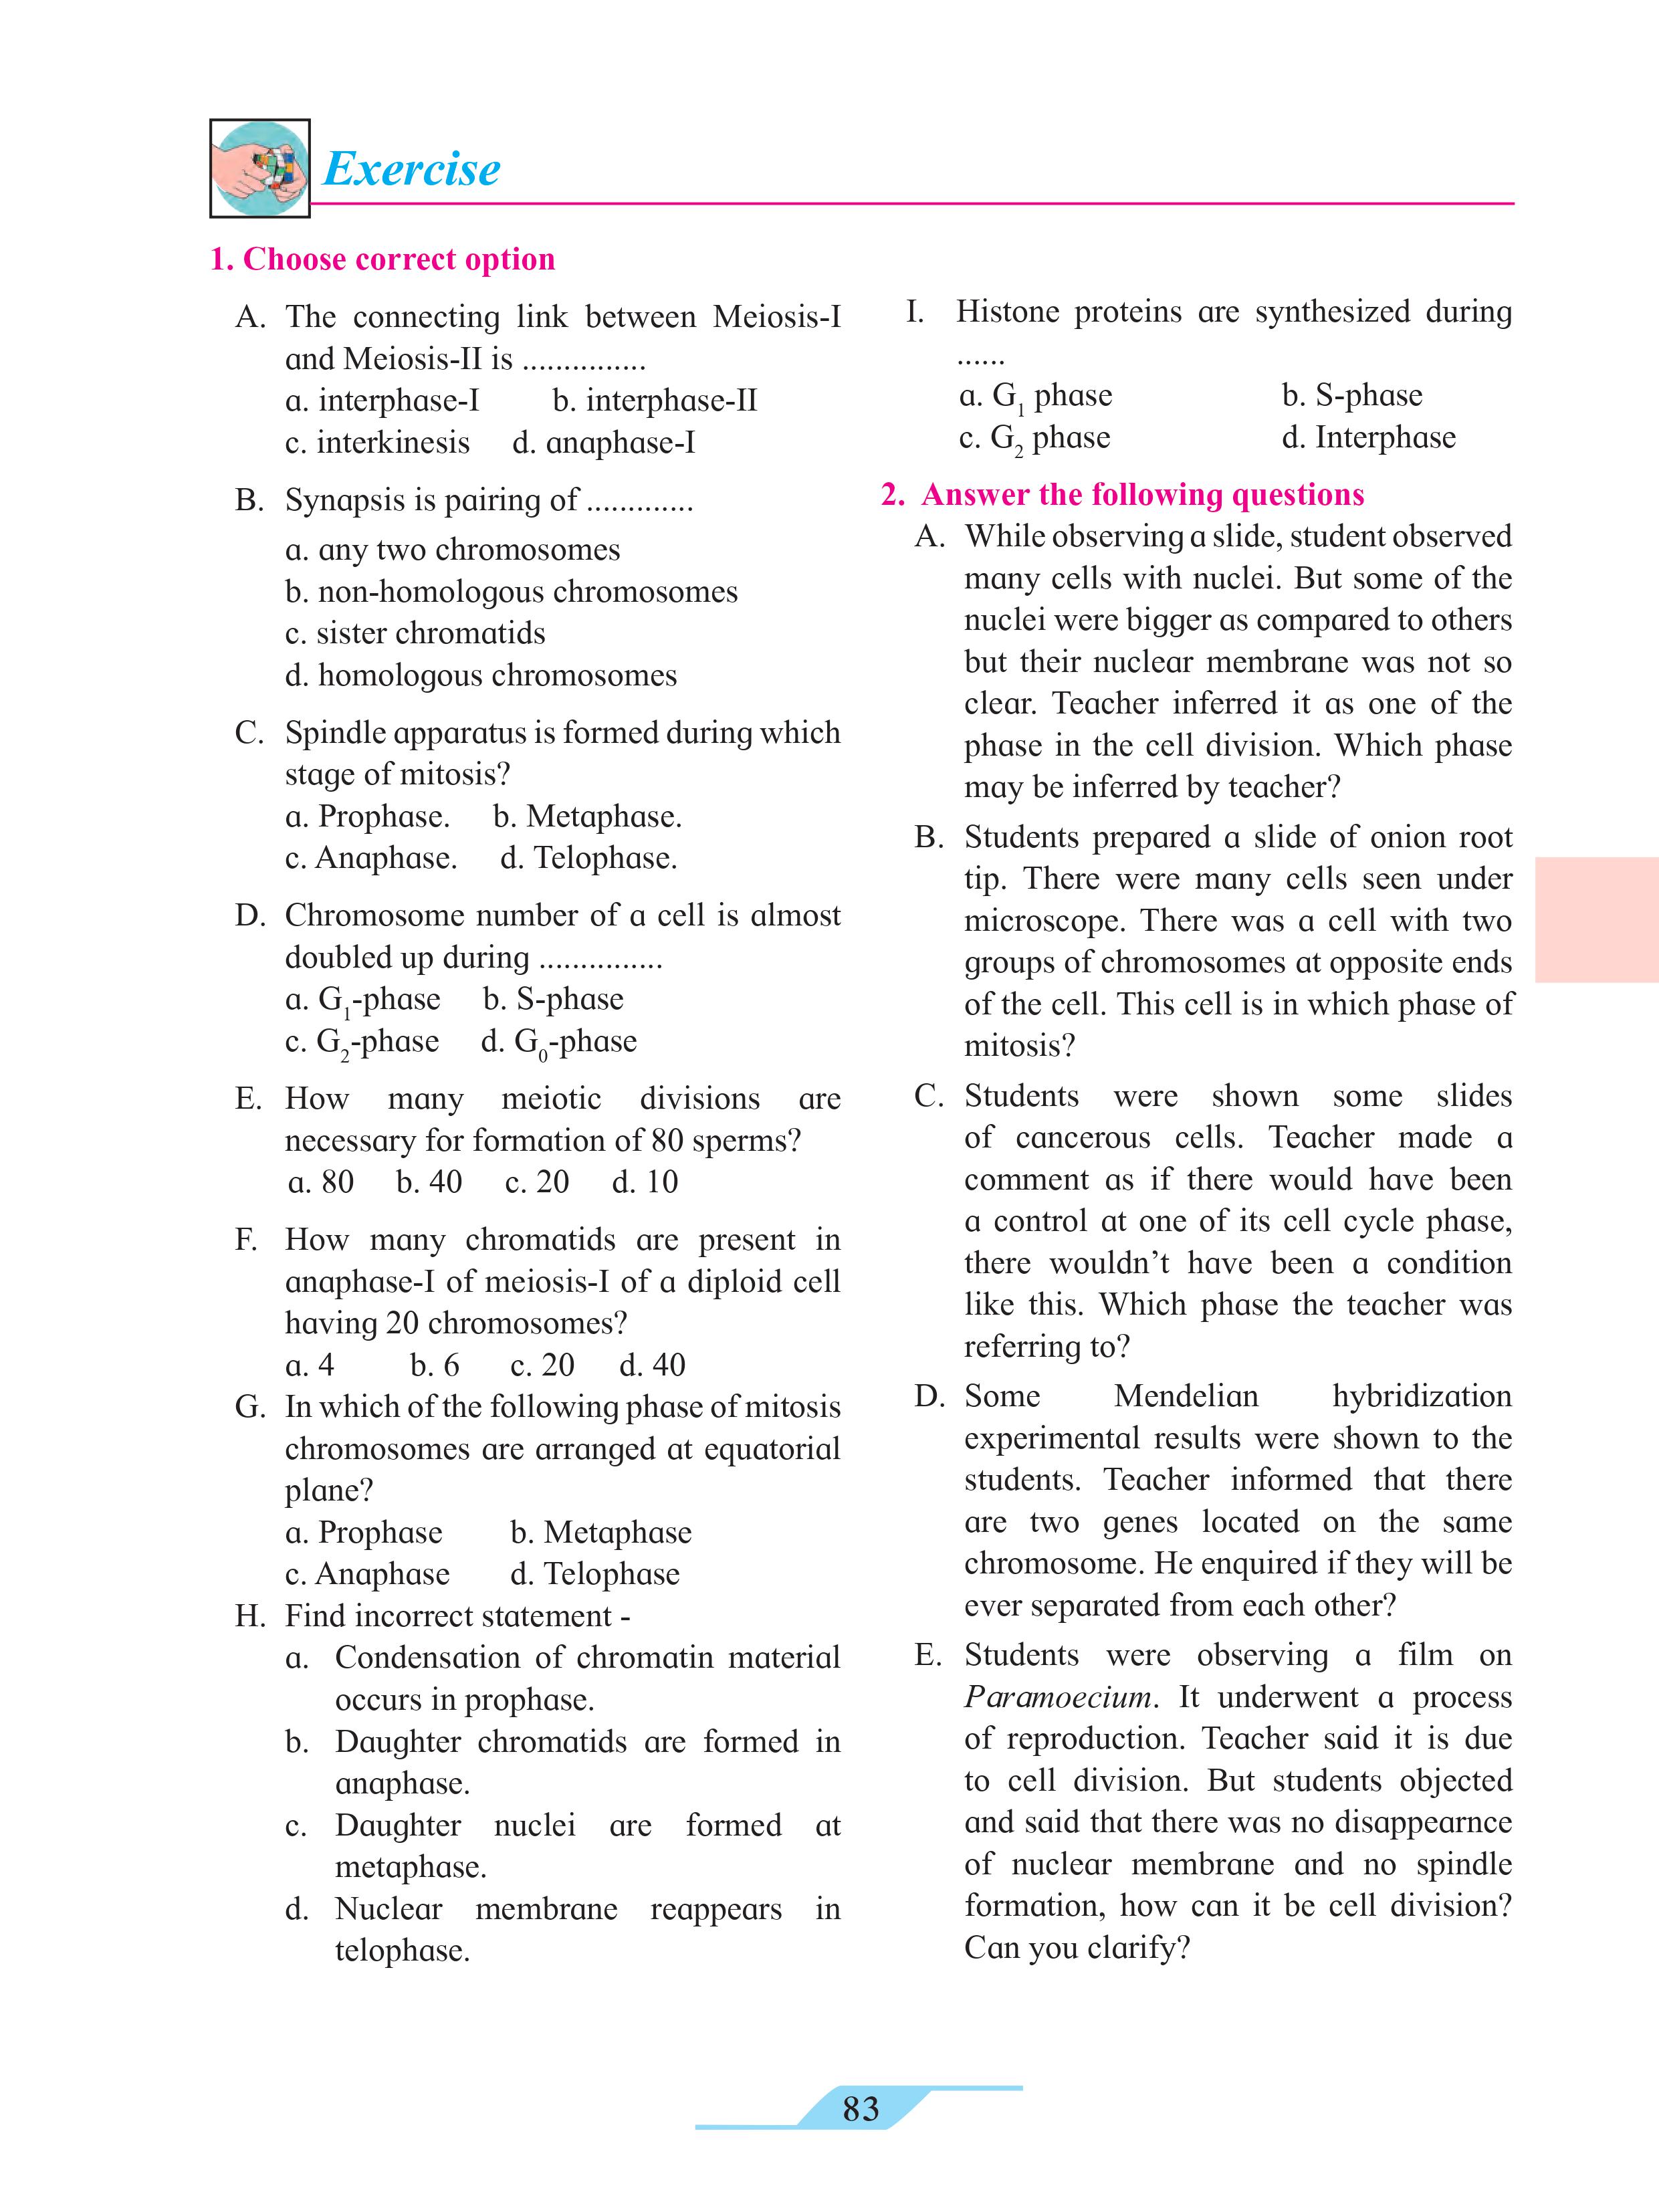 Exercise
1. Choose correct option
A. The connecting link between Meiosis-I
and Meiosis-II is ...............
a. interphase-I b. interphase-II
c. interkinesis d. anaphase-I
B. Synapsis is pairing of .............
a. any two chromosomes
b. non-homologous chromosomes
c. sister chromatids
d. homologous chromosomes
C. Spindle apparatus is formed during which
stage of mitosis?
a. Prophase. b. Metaphase.
c. Anaphase. d. Telophase.
D. Chromosome number of a cell is almost
doubled up during ...............
a. G₁-phase b. S-phase
c. G₂-phase d. G₀-phase
E. How many meiotic divisions are
necessary for formation of 80 sperms?
a. 80 b. 40 c. 20 d. 10
F. How many chromatids are present in
anaphase-I of meiosis-I of a diploid cell
having 20 chromosomes?
a. 4 b. 6 c. 20 d. 40
G. In which of the following phase of mitosis
chromosomes are arranged at equatorial
plane?
a. Prophase b. Metaphase
c. Anaphase d. Telophase
H. Find incorrect statement -
a. Condensation of chromatin material
occurs in prophase.
b. Daughter chromatids are formed in
anaphase.
c. Daughter nuclei are formed at
metaphase.
d. Nuclear membrane reappears in
telophase.
I. Histone proteins are synthesized during
......
a. G₁ phase b. S-phase
c. G₂ phase d. Interphase
2. Answer the following questions
A. While observing a slide, student observed
many cells with nuclei. But some of the
nuclei were bigger as compared to others
but their nuclear membrane was not so
clear. Teacher inferred it as one of the
phase in the cell division. Which phase
may be inferred by teacher?
B. Students prepared a slide of onion root
tip. There were many cells seen under
microscope. There was a cell with two
groups of chromosomes at opposite ends
of the cell. This cell is in which phase of
mitosis?
C. Students were shown some slides
of cancerous cells. Teacher made a
comment as if there would have been
a control at one of its cell cycle phase,
there wouldn’t have been a condition
like this. Which phase the teacher was
referring to?
D. Some Mendelian hybridization
experimental results were shown to the
students. Teacher informed that there
are two genes located on the same
chromosome. He enquired if they will be
ever separated from each other?
E. Students were observing a film on
Paramoecium. It underwent a process
of reproduction. Teacher said it is due
to cell division. But students objected
and said that there was no disappearnce
of nuclear membrane and no spindle
formation, how can it be cell division?
Can you clarify?
83